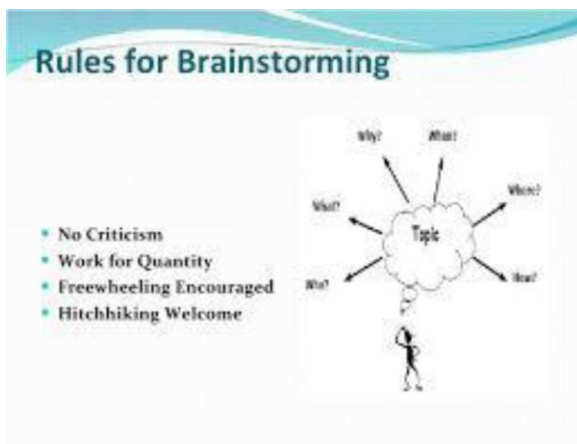 Rules for Brainstorming
No Criticism
Work for Quantity
Freewheeling Encouraged
Hitchhiking Welcome
Why?
When?
What?
Where?
Topic
Who?
How?